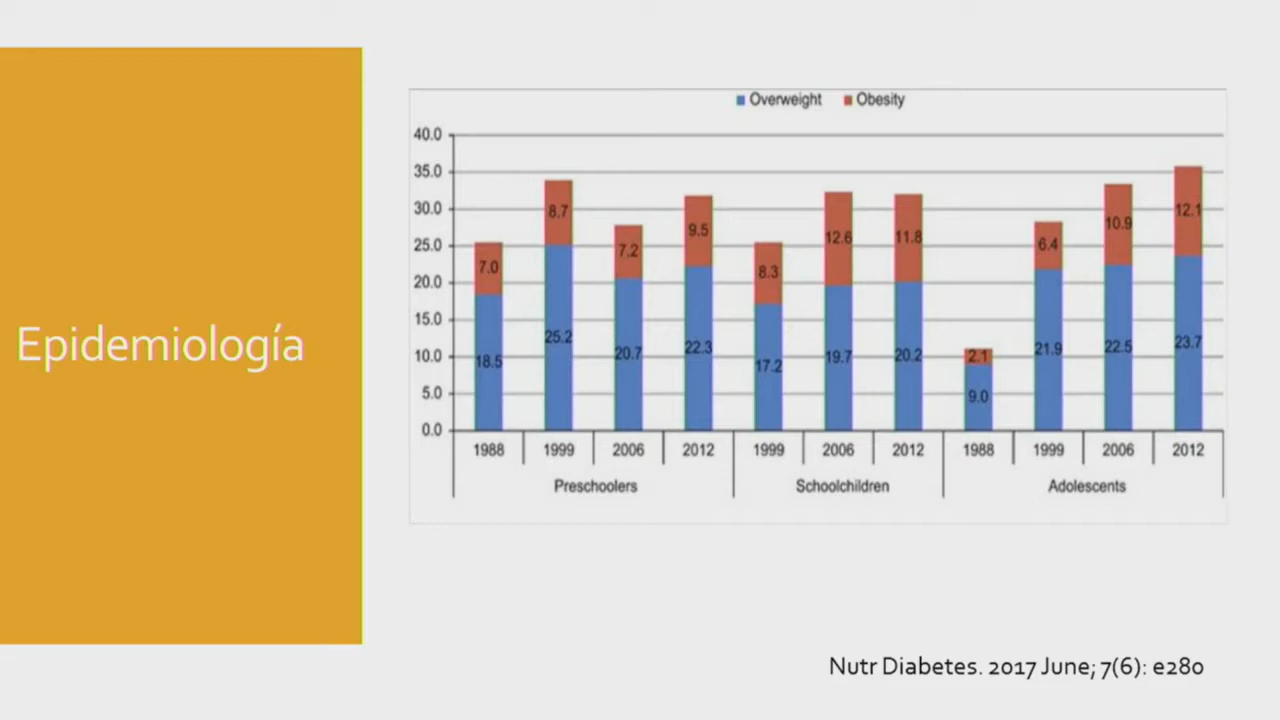 Epidemiología
Overweight Obesity
40.0
35.0
30.0
25.0
20.0
15.0
10.0
5.0
0.0
7.0 8.7 7.2 9.5 8.3 12.6 11.8 2.1 6.4 10.9 12.1
18.5 25.2 20.7 22.3 17.2 19.7 20.2 9.0 21.9 22.5 23.7
1988 1999 2006 2012 1999 2006 2012 1988 1999 2006 2012
Preschoolers Schoolchildren Adolescents
Nutr Diabetes. 2017 June; 7(6): e280